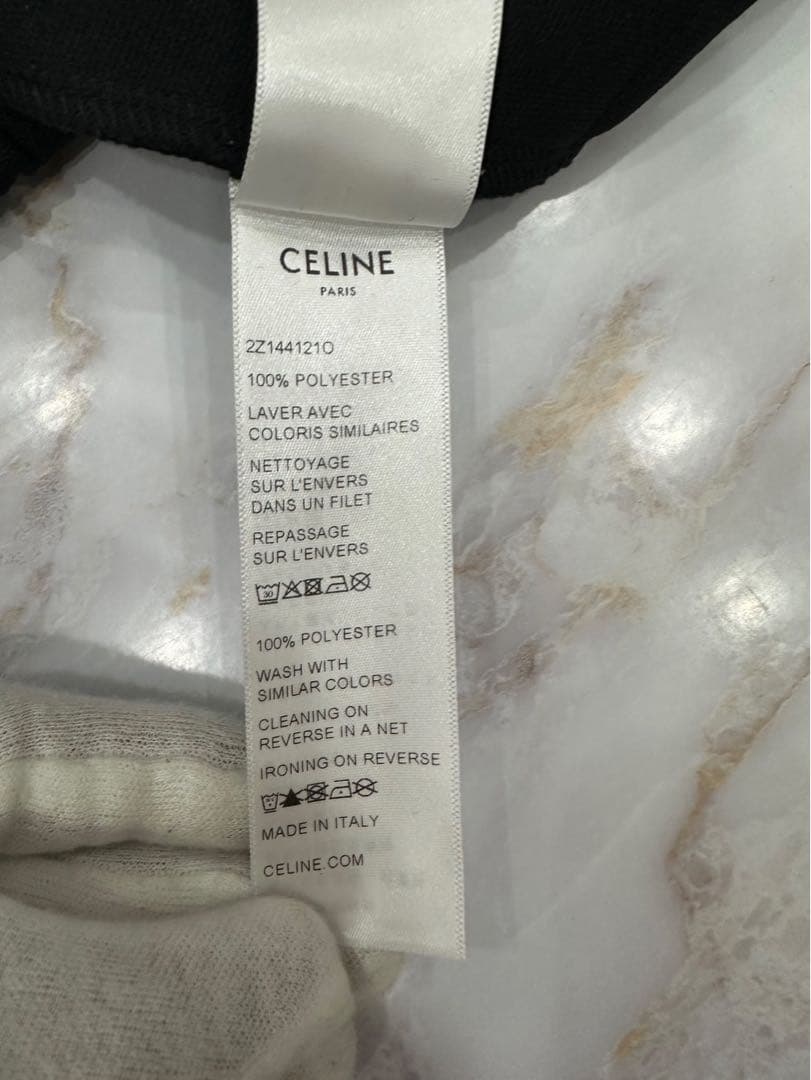 CELINE
PARIS
2Z1441210
100% POLYESTER
LAVER AVEC
COLORIS SIMILAIRES
NETTOYAGE
SUR L'ENVERS
DANS UN FILET
REPASSAGE
SUR L'ENVERS
30
100% POLYESTER
WASH WITH
SIMILAR COLORS
CLEANING ON
REVERSE IN A NET
IRONING ON REVERSE
MADE IN ITALY
CELINE.COM